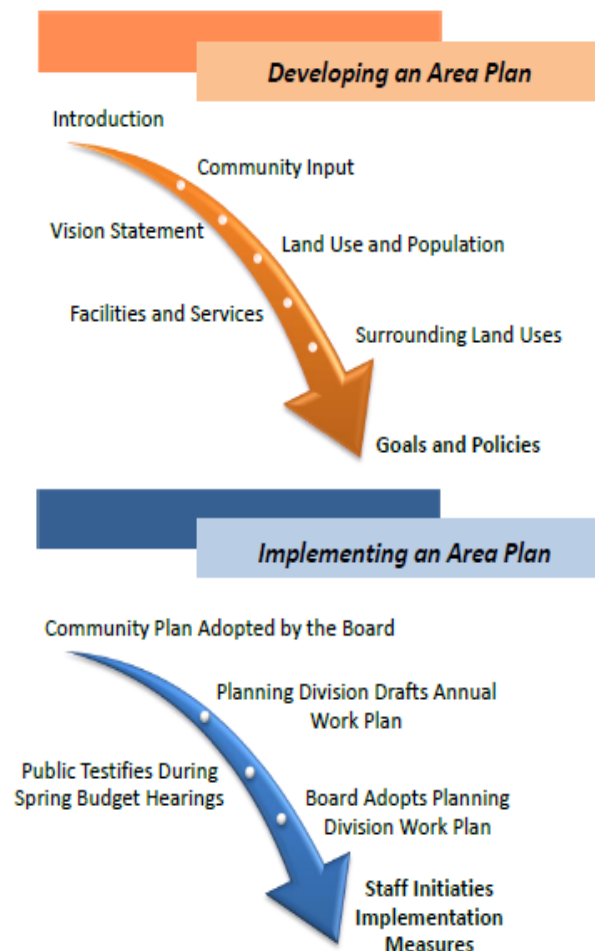 Developing an Area Plan
Introduction
Community Input
Vision Statement
Land Use and Population
Facilities and Services
Surrounding Land Uses
Goals and Policies
Implementing an Area Plan
Community Plan Adopted by the Board
Planning Division Drafts Annual
Work Plan
Public Testifies During
Spring Budget Hearings
Board Adopts Planning
Division Work Plan
Staff Initiaties
Implementation
Measures